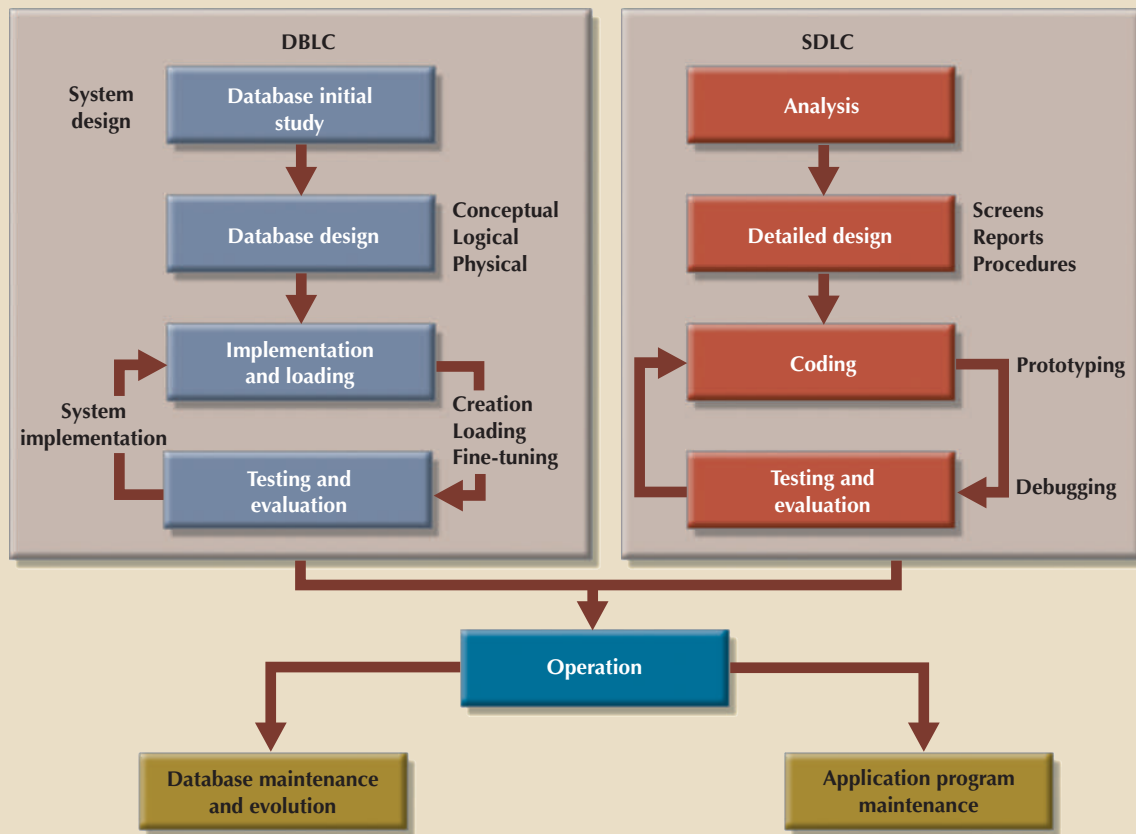 DBLC
System
design
Database initial
study
Database design
Conceptual
Logical
Physical
Implementation
and loading
System
implementation
Creation
Loading
Fine-tuning
Testing and
evaluation
SDLC
Analysis
Detailed design
Screens
Reports
Procedures
Coding
Prototyping
Testing and
evaluation
Debugging
Operation
Database maintenance
and evolution
Application program
maintenance